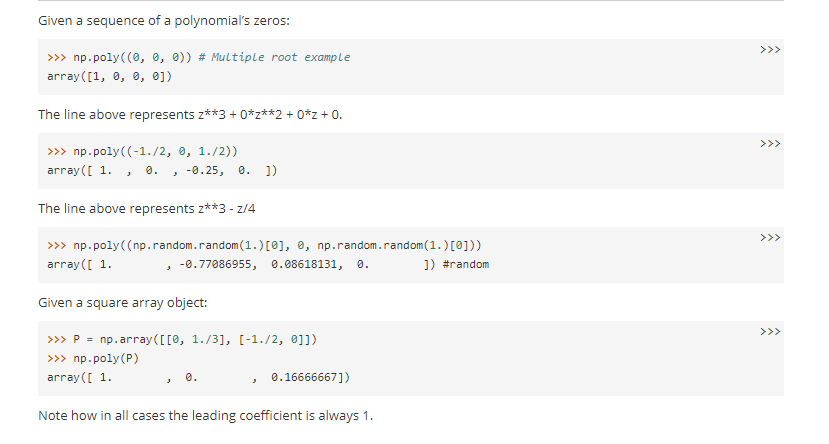 Given a sequence of a polynomial's zeros:
>>>
>>> np.poly((0, 0, 0)) # Multiple root example
array([1, 0, 0, 0])
The line above represents z**3 + 0*z**2 + 0*z + 0.
>>>
>>> np.poly((-1./2, 0, 1./2))
array([ 1.  ,  0.  , -0.25,  0.  ])
The line above represents z**3 - z/4
>>>
>>> np.poly((np.random.random(1.)[0], 0, np.random.random(1.)[0]))
array([ 1.        , -0.77086955,  0.08618131,  0.        ]) #random
Given a square array object:
>>>
>>> P = np.array([[0, 1./3], [-1./2, 0]])
>>> np.poly(P)
array([ 1.        ,  0.        ,  0.16666667])
Note how in all cases the leading coefficient is always 1.